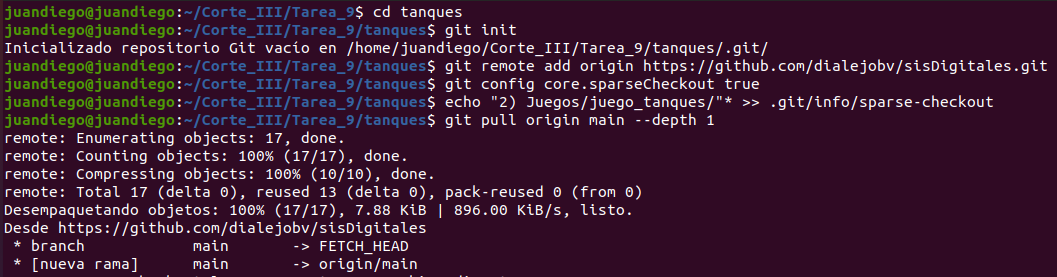 juandiego@juandiego:~/Corte_III/Tarea_9$ cd tanques
juandiego@juandiego:~/Corte_III/Tarea_9/tanques$ git init
Inicializado repositorio Git vacío en /home/juandiego/Corte_III/Tarea_9/tanques/.git/
juandiego@juandiego:~/Corte_III/Tarea_9/tanques$ git remote add origin https://github.com/dialejobv/sisDigitales.git
juandiego@juandiego:~/Corte_III/Tarea_9/tanques$ git config core.sparseCheckout true
juandiego@juandiego:~/Corte_III/Tarea_9/tanques$ echo "2) Juegos/juego_tanques/"* >> .git/info/sparse-checkout
juandiego@juandiego:~/Corte_III/Tarea_9/tanques$ git pull origin main --depth 1
remote: Enumerating objects: 17, done.
remote: Counting objects: 100% (17/17), done.
remote: Compressing objects: 100% (10/10), done.
remote: Total 17 (delta 0), reused 13 (delta 0), pack-reused 0 (from 0)
Desempaquetando objetos: 100% (17/17), 7.88 KiB | 896.00 KiB/s, listo.
Desde https://github.com/dialejobv/sisDigitales
 * branch            main       -> FETCH_HEAD
 * [nueva rama]      main       -> origin/main